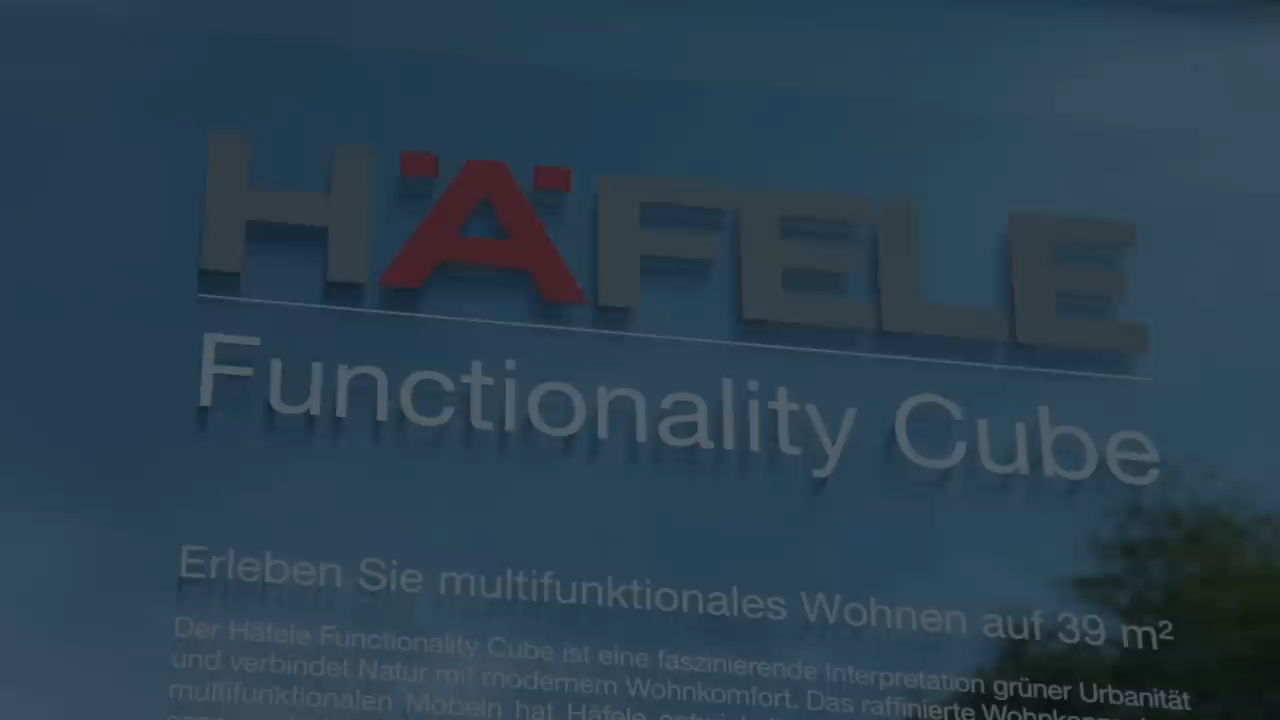 HÄFELE
Functionality Cube
Erleben Sie multifunktionales Wohnen auf 39 m²
Der Häfele Functionality Cube ist eine faszinierende Interpretation grüner Urbanität
und verbindet Natur mit modernem Wohnkomfort. Das raffinierte
multifunktionalen Möbeln hat Häfele